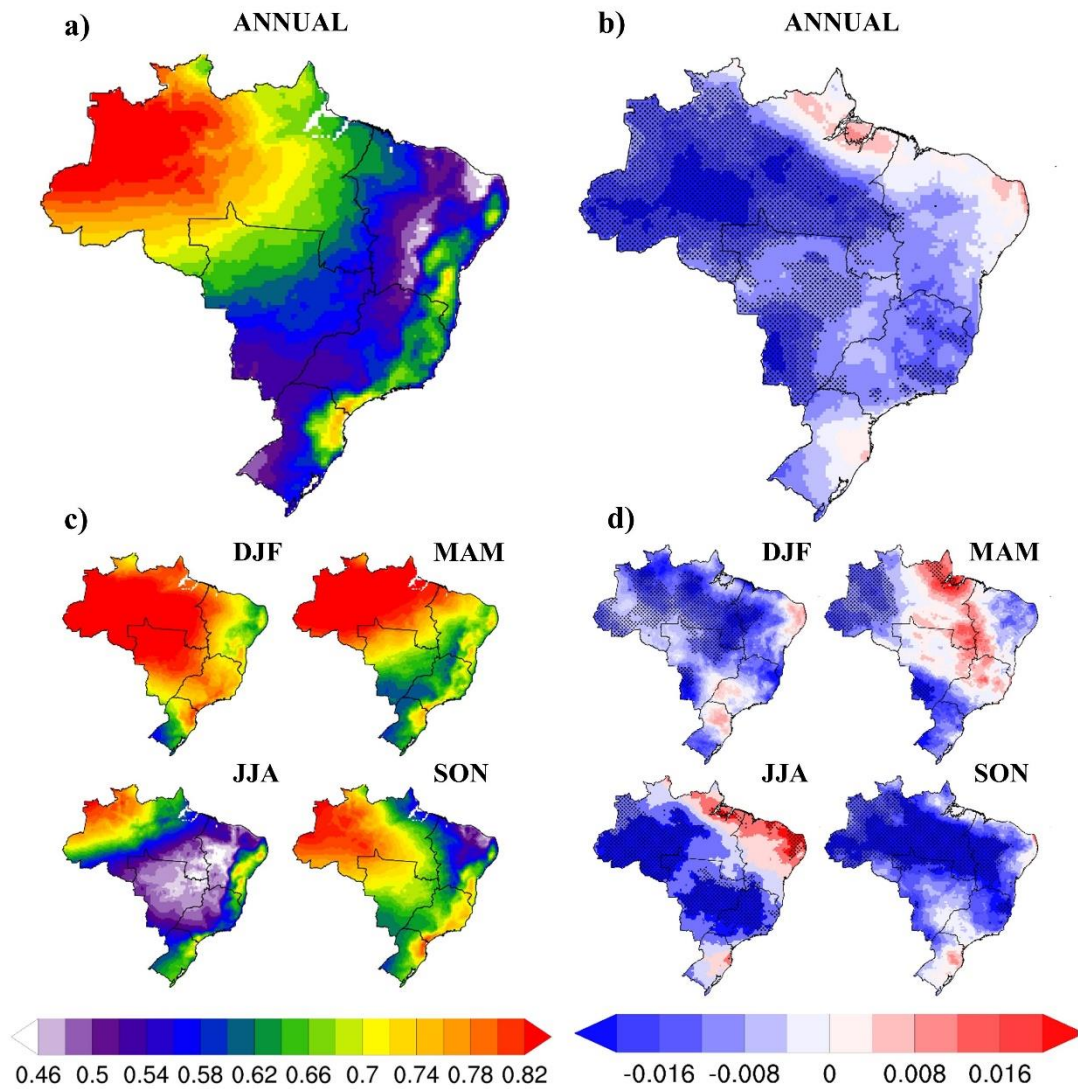 a) ANNUAL
b) ANNUAL
c)
DJF MAM
JJA SON
d)
DJF MAM
JJA SON
0.46 0.5 0.54 0.58 0.62 0.66 0.7 0.74 0.78 0.82
-0.016 -0.008 0 0.008 0.016